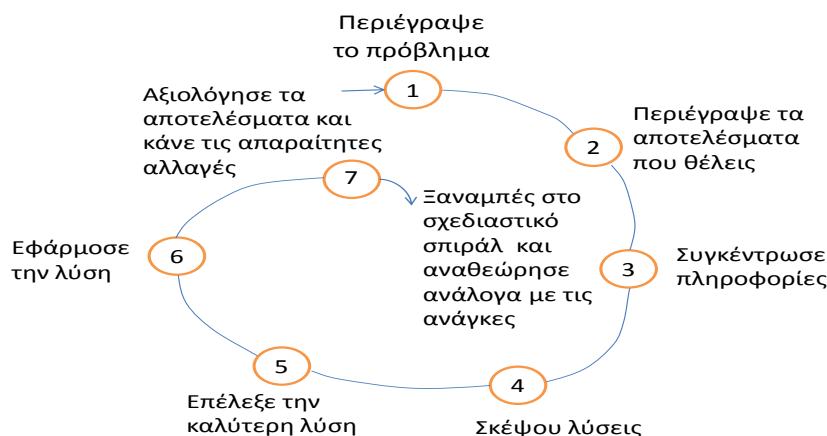 Περιέγραψε
το πρόβλημα
1
Περιέγραψε τα
αποτελέσματα
που θέλεις
2
Συγκέντρωσε
πληροφορίες
3
Σκέψου λύσεις
4
Επέλεξε την
καλύτερη λύση
5
Εφάρμοσε
την λύση
6
Αξιολόγησε τα
αποτελέσματα και
κάνε τις απαραίτητες
αλλαγές
7
Ξαναμπές στο
σχεδιαστικό
σπιράλ και
αναθεώρησε
ανάλογα με τις
ανάγκες